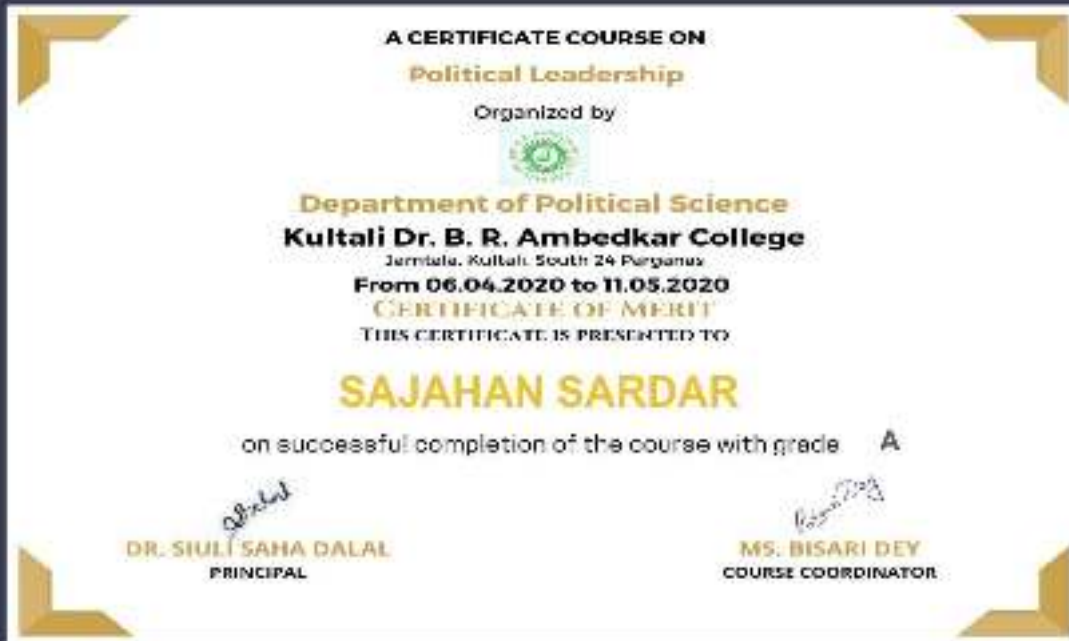 A CERTIFICATE COURSE ON
Political Leadership
Organized by
Department of Political Science
Kultali Dr. B. R. Ambedkar College
Jamtala, Kultali, South 24 Parganas
From 06.04.2020 to 11.05.2020
CERTIFICATE OF MERIT
THIS CERTIFICATE IS PRESENTED TO
SAJAHAN SARDAR
on successful completion of the course with grade A
DR. SIULI SAHA DALAL
PRINCIPAL
MS. BISARI DEY
COURSE COORDINATOR